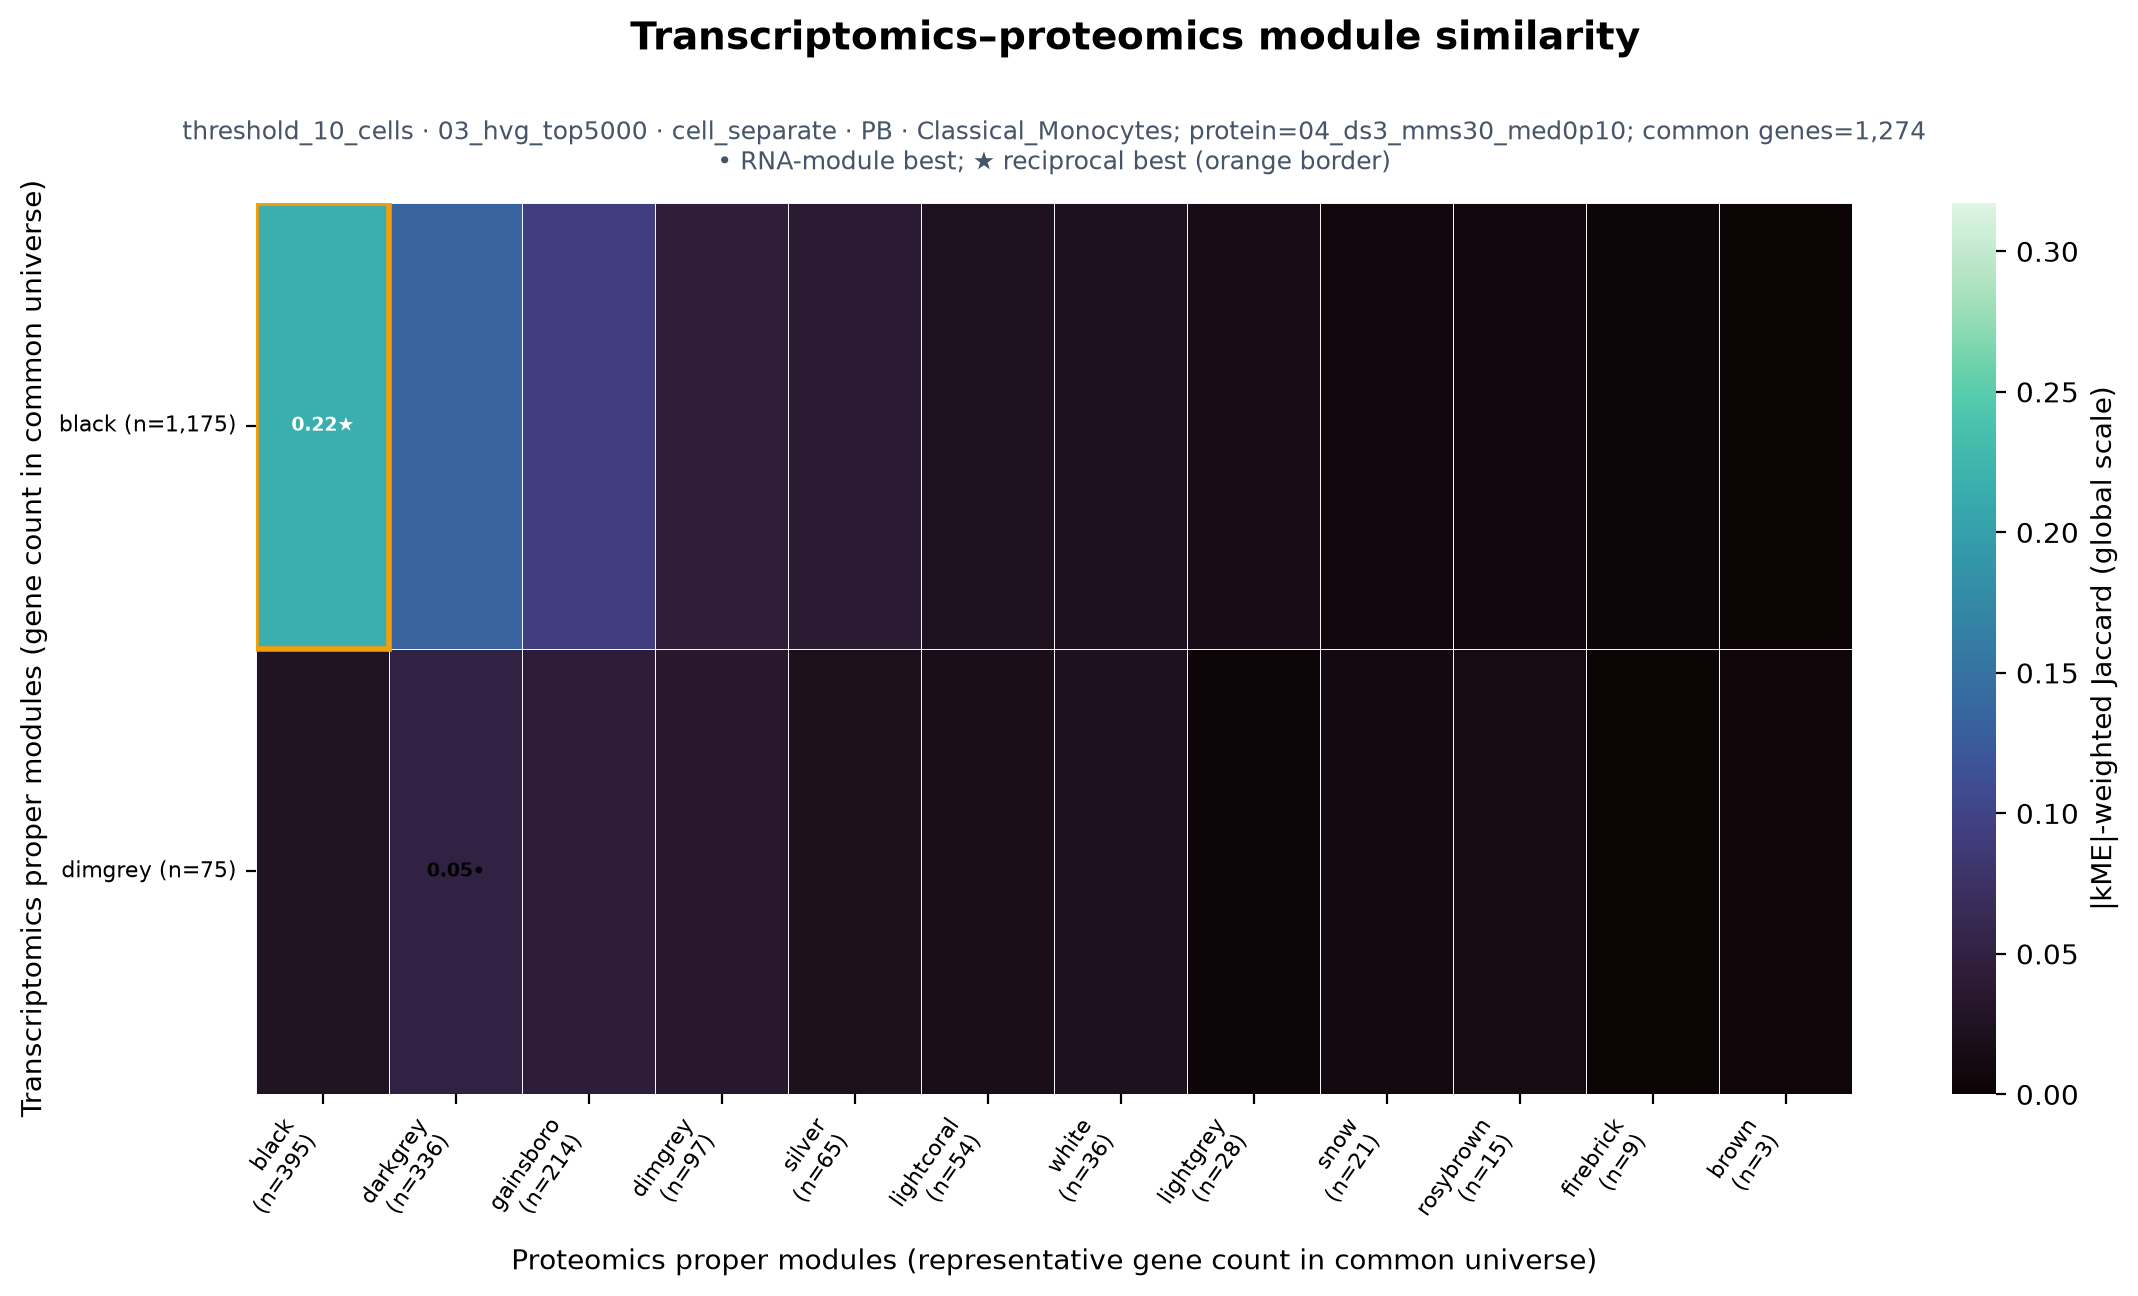 Transcriptomics–proteomics module similarity
threshold_10_cells · 03_hvg_top5000 · cell_separate · PB · Classical_Monocytes; protein=04_ds3_mms30_med0p10; common genes=1,274
• RNA-module best; ★ reciprocal best (orange border)
Transcriptomics proper modules (gene count in common universe)
black (n=1,175)
dimgrey (n=75)
0.22★
0.05•
black
(n=395)
darkgrey
(n=336)
gainsboro
(n=214)
dimgrey
(n=97)
silver
(n=65)
lightcoral
(n=54)
white
(n=36)
lightgrey
(n=28)
snow
(n=21)
rosybrown
(n=15)
firebrick
(n=9)
brown
(n=3)
Proteomics proper modules (representative gene count in common universe)
0.30
0.25
0.20
0.15
0.10
0.05
0.00
|kME|-weighted Jaccard (global scale)